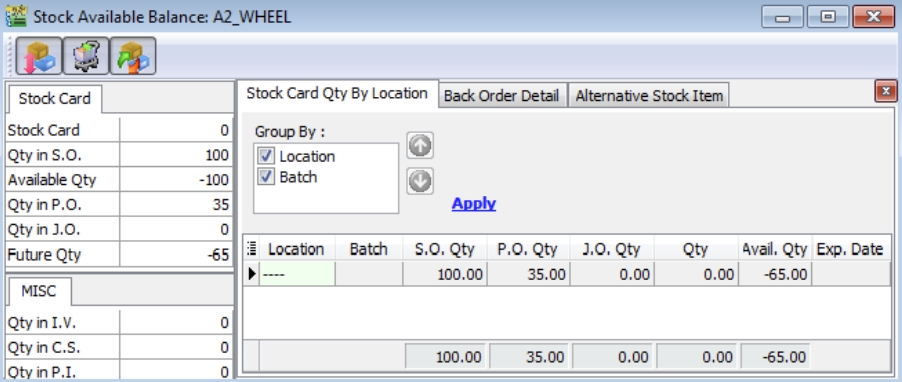 Stock Available Balance: A2_WHEEL
Stock Card
Stock Card 0
Qty in S.O. 100
Available Qty -100
Qty in P.O. 35
Qty in J.O. 0
Future Qty -65
MISC
Qty in I.V. 0
Qty in C.S. 0
Qty in P.I. 0
Stock Card Qty By Location Back Order Detail Alternative Stock Item
Group By :
Location
Batch
Apply
Location Batch S.O. Qty P.O. Qty J.O. Qty Qty Avail. Qty Exp. Date
---- 100.00 35.00 0.00 0.00 -65.00
100.00 35.00 0.00 0.00 -65.00